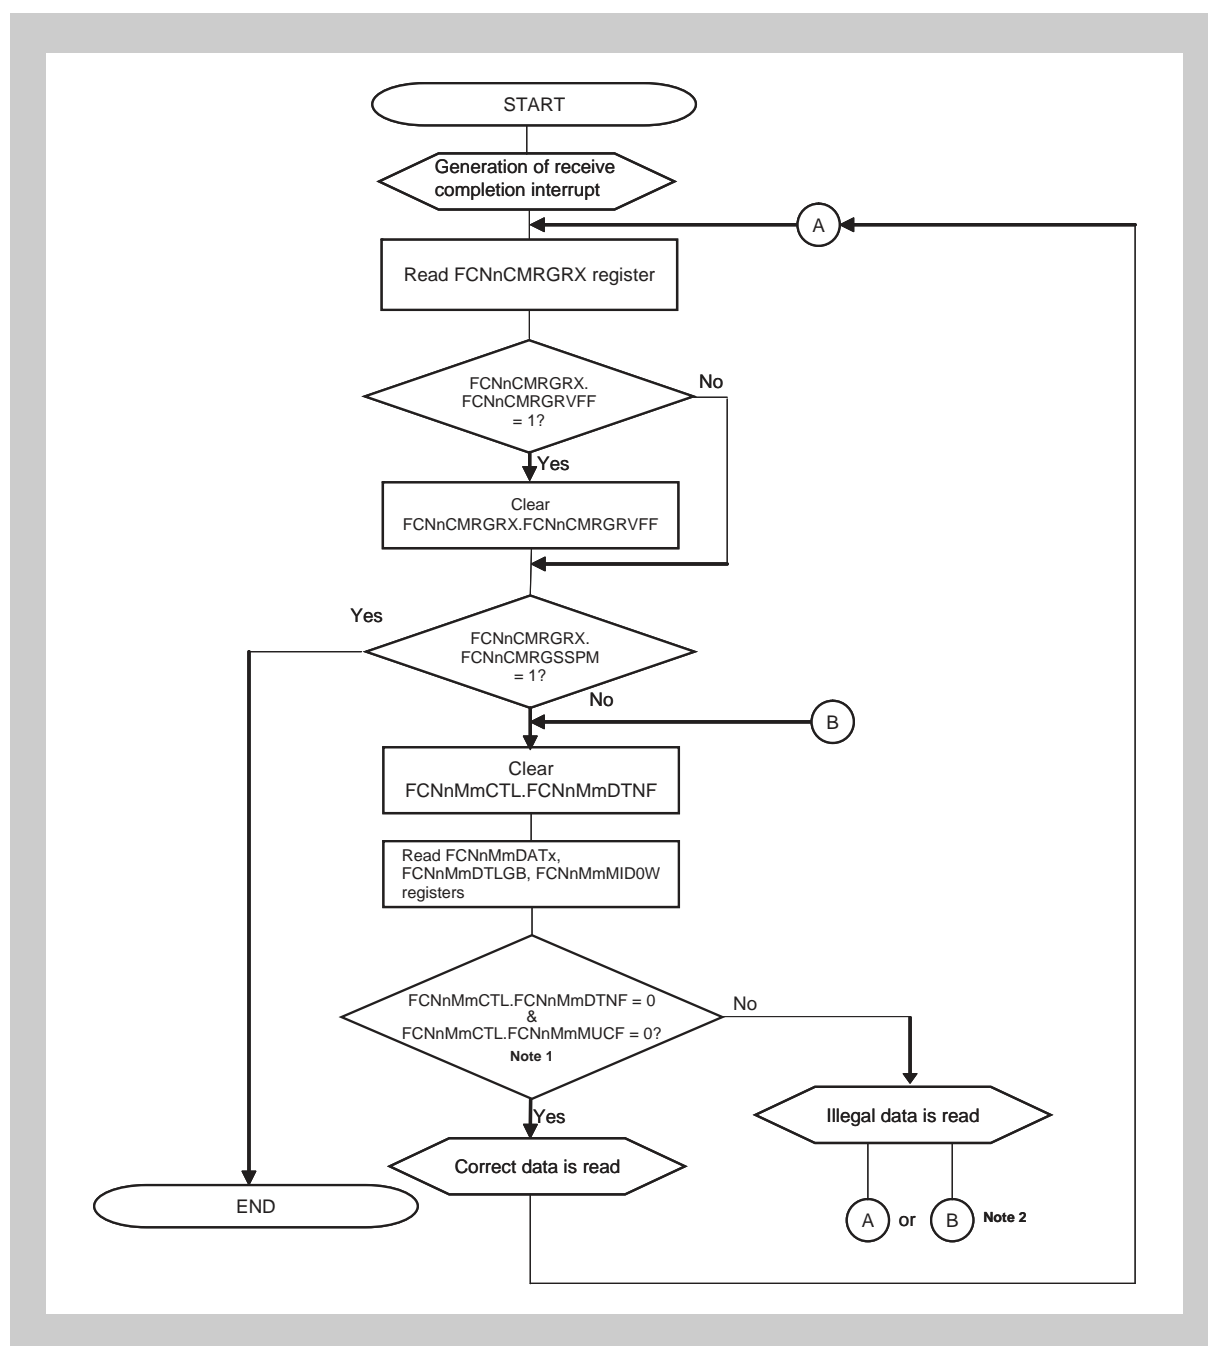 START
Generation of receive
completion interrupt
A
Read FCNnCMRGRX register
No
FCNnCMRGRX.
FCNnCMRGRVFF
= 1?
Yes
Clear
FCNnCMRGRX.FCNnCMRGRVFF
Yes
FCNnCMRGRX.
FCNnCMRGSSPM
= 1?
No
B
Clear
FCNnMmCTL.FCNnMmDTNF
Read FCNnMmDATx,
FCNnMmDTLGB, FCNnMmMID0W
registers
FCNnMmCTL.FCNnMmDTNF = 0
&
FCNnMmCTL.FCNnMmMUCF = 0?
Note 1
No
Yes
Illegal data is read
Correct data is read
END
A or B Note 2